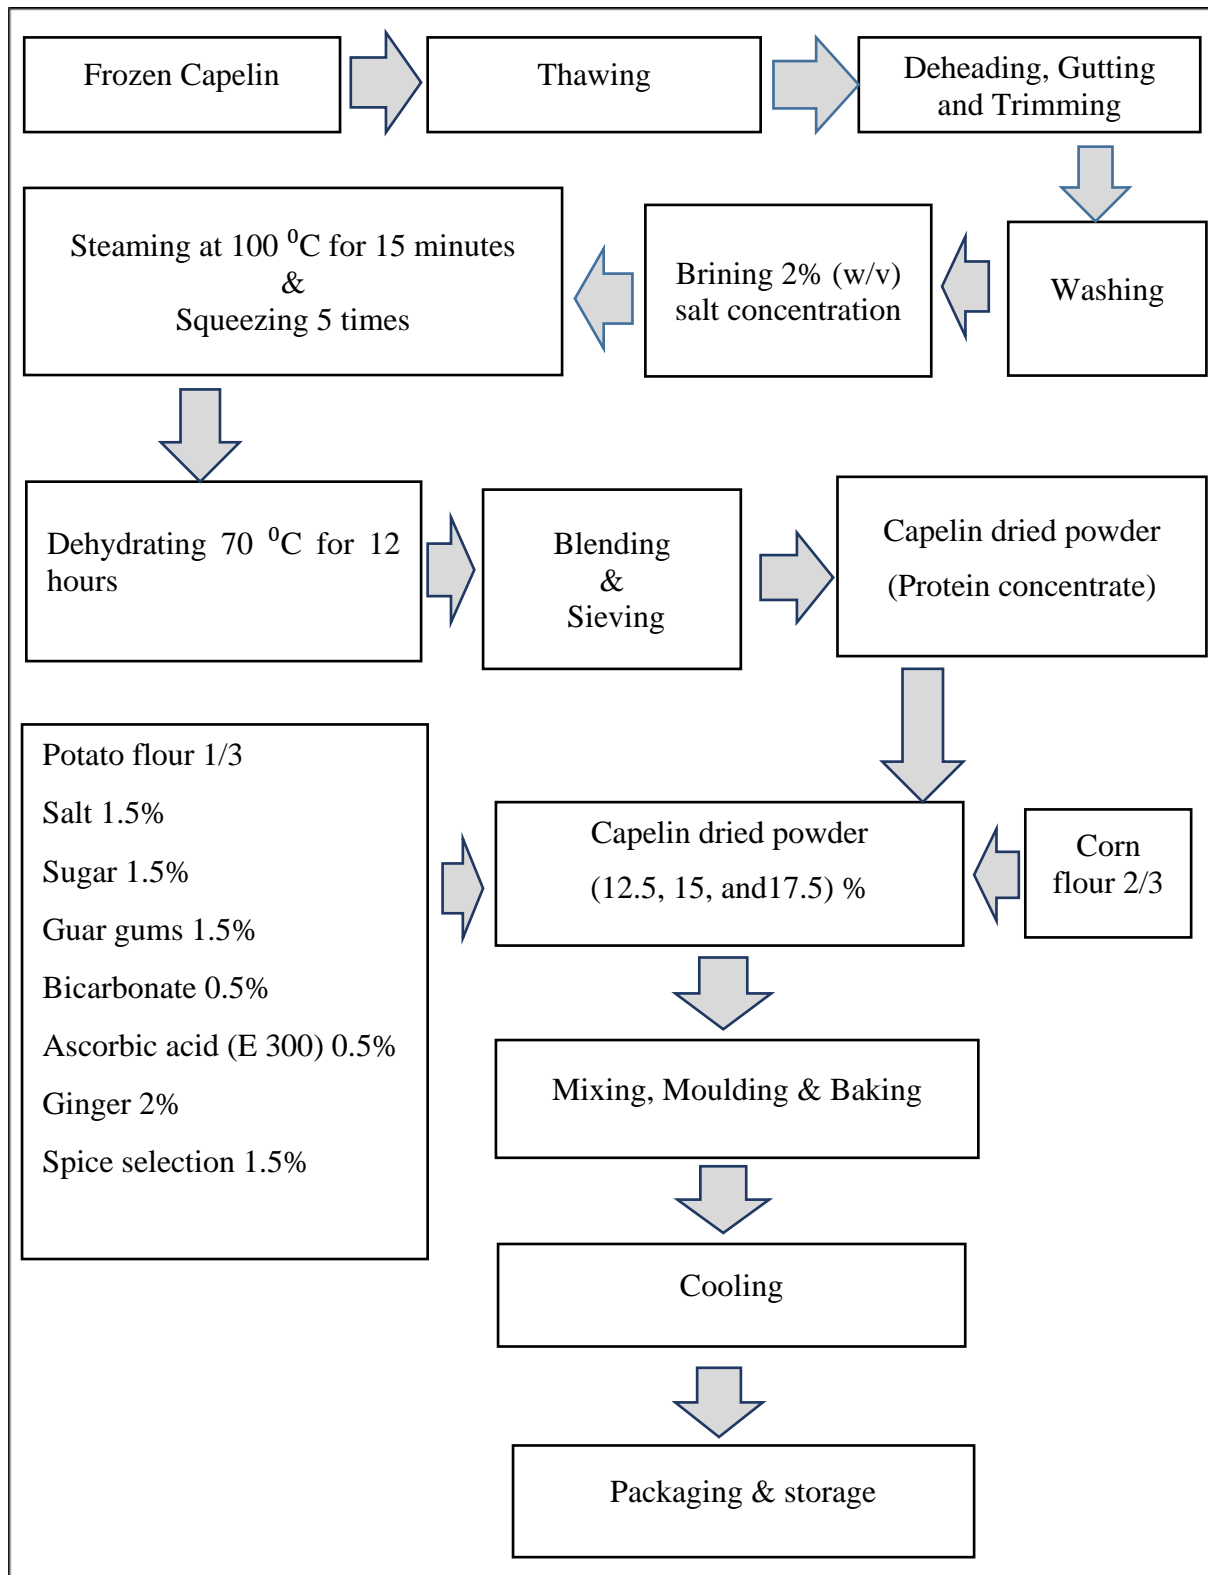 Frozen Capelin
Thawing
Deheading, Gutting
and Trimming
Washing
Brining 2% (w/v)
salt concentration
Steaming at 100 ⁰C for 15 minutes
&
Squeezing 5 times
Dehydrating 70 ⁰C for 12
hours
Blending
&
Sieving
Capelin dried powder
(Protein concentrate)
Potato flour 1/3
Salt 1.5%
Sugar 1.5%
Guar gums 1.5%
Bicarbonate 0.5%
Ascorbic acid (E 300) 0.5%
Ginger 2%
Spice selection 1.5%
Capelin dried powder
(12.5, 15, and17.5) %
Corn
flour 2/3
Mixing, Moulding & Baking
Cooling
Packaging & storage